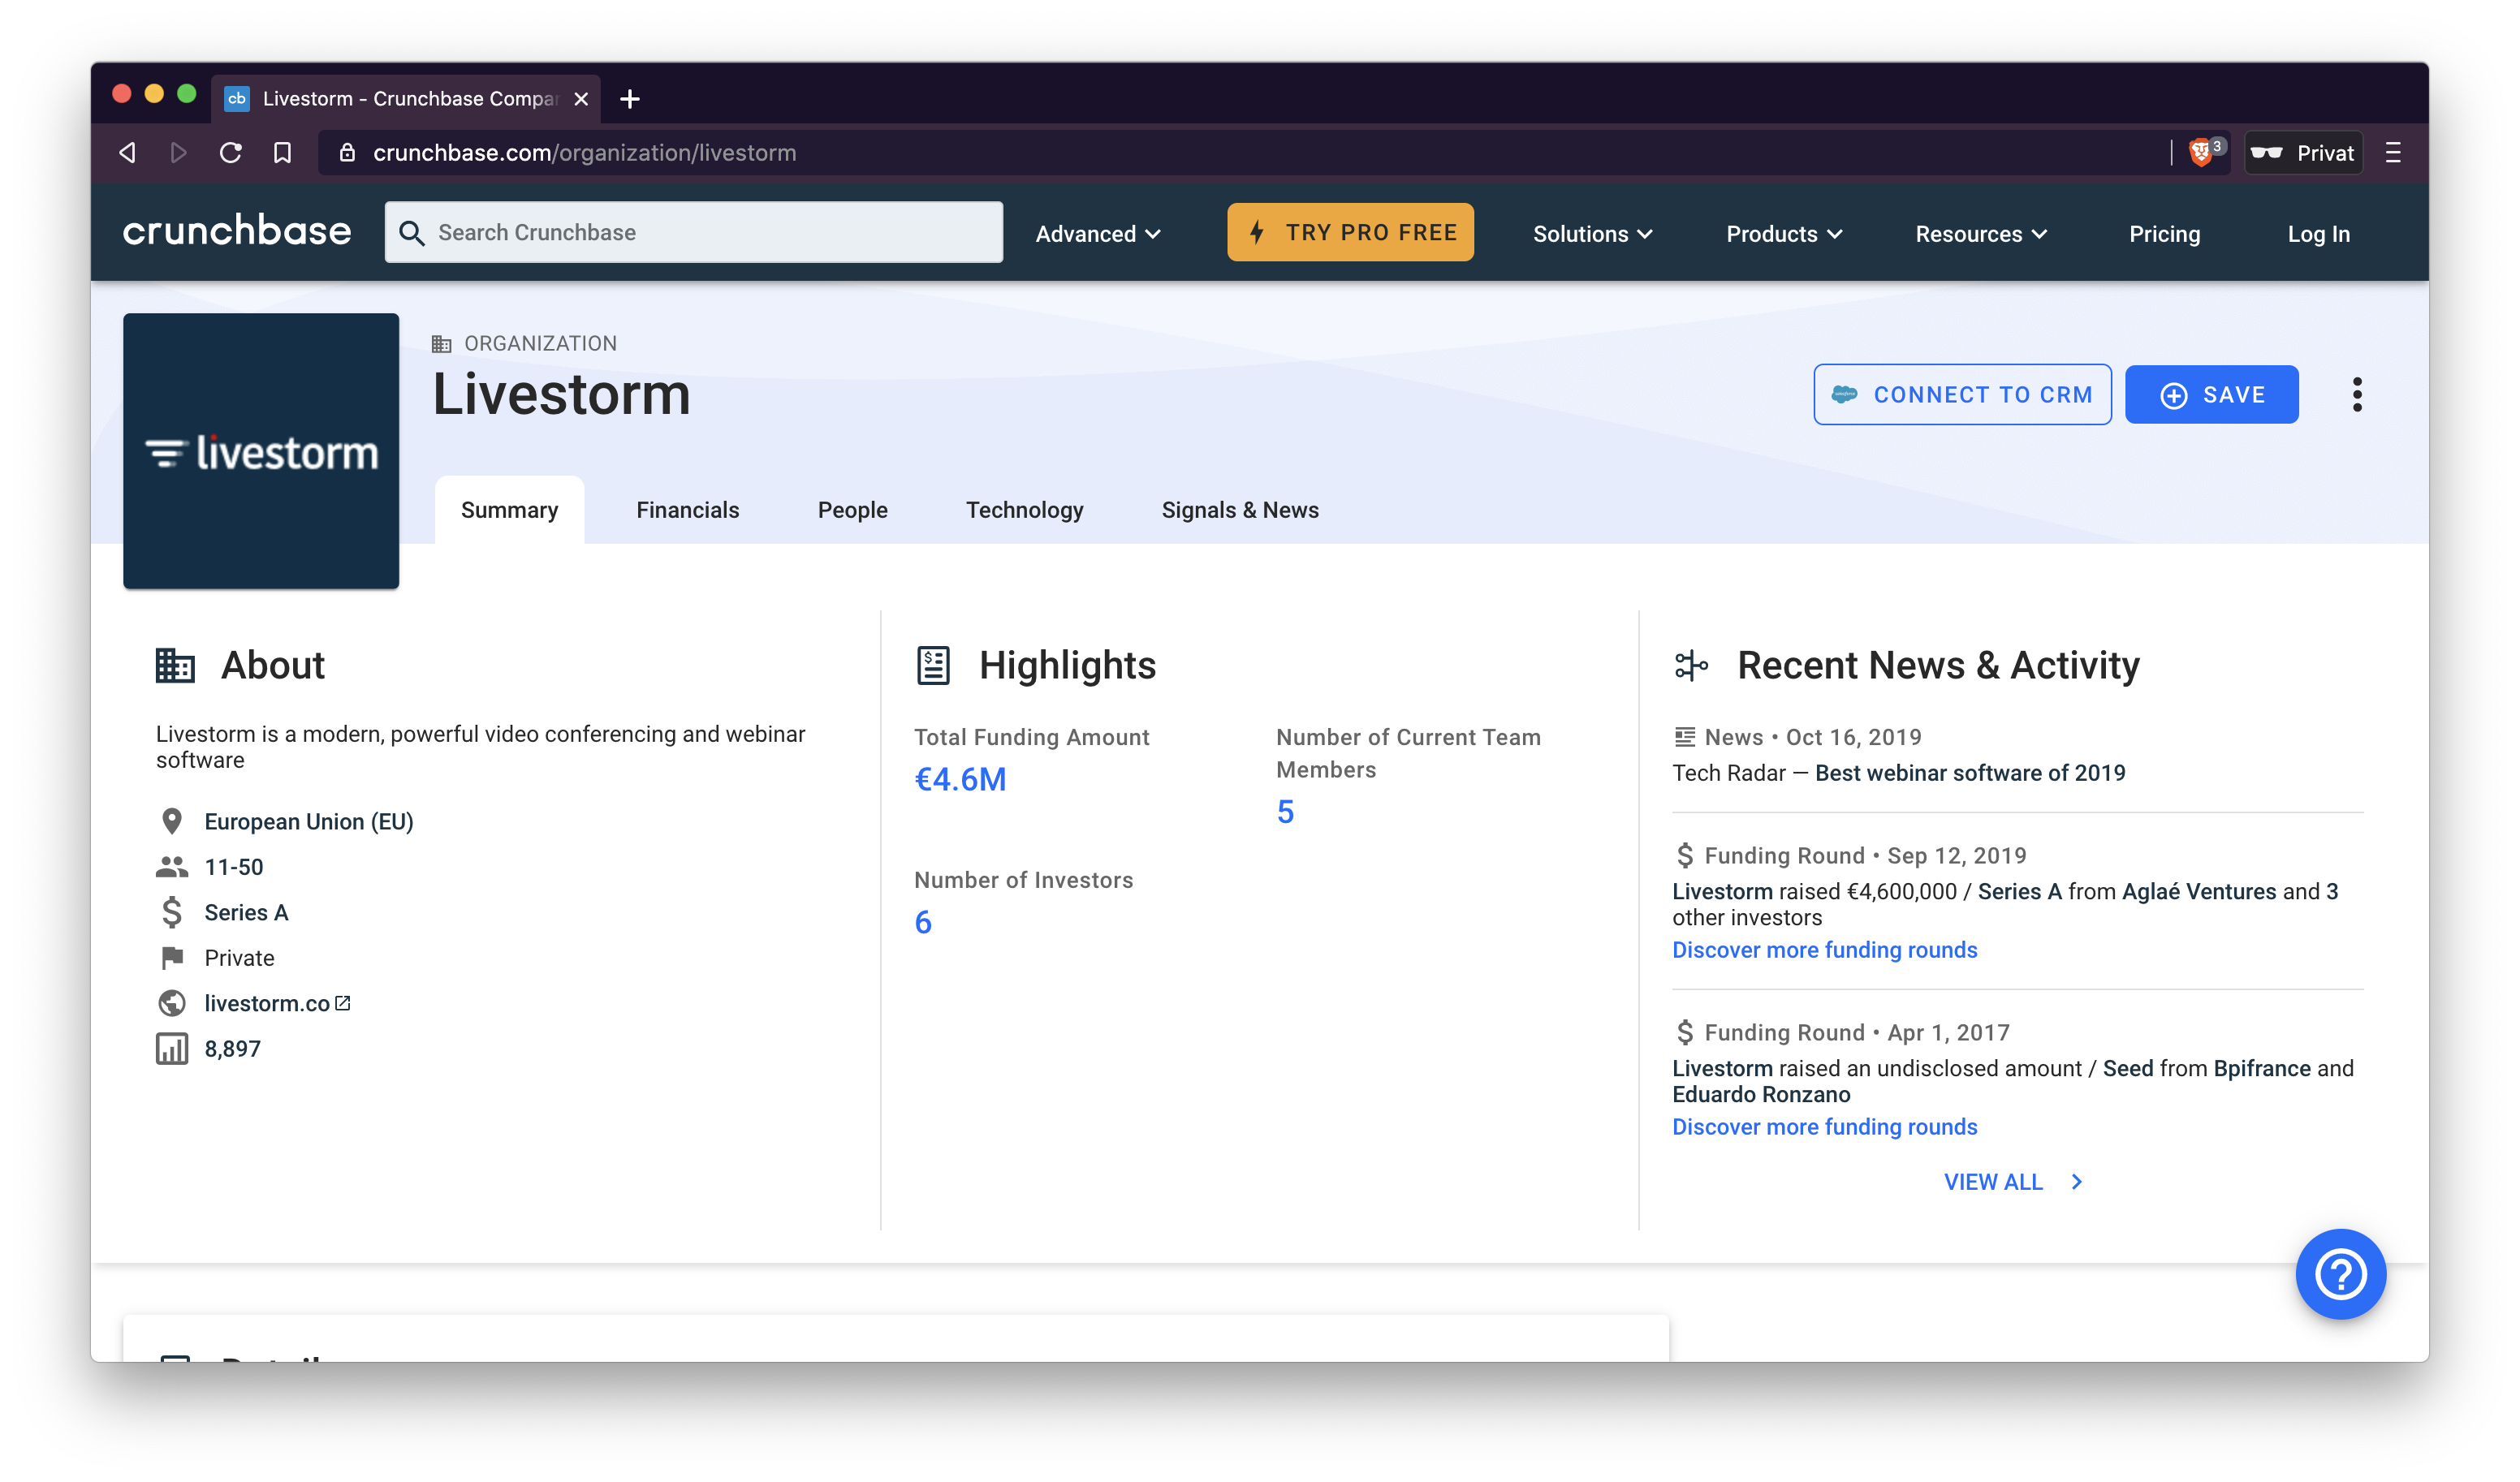 cb Livestorm - Crunchbase Compa
crunchbase.com/organization/livestorm
3
Privat
crunchbase
Search Crunchbase
Advanced
TRY PRO FREE
Solutions
Products
Resources
Pricing
Log In
livestorm
ORGANIZATION
Livestorm
CONNECT TO CRM
SAVE
Summary
Financials
People
Technology
Signals & News
About
Livestorm is a modern, powerful video conferencing and webinar
software
European Union (EU)
11-50
Series A
Private
livestorm.co
8,897
Highlights
Total Funding Amount
€4.6M
Number of Current Team
Members
5
Number of Investors
6
Recent News & Activity
News • Oct 16, 2019
Tech Radar — Best webinar software of 2019
Funding Round • Sep 12, 2019
Livestorm raised €4,600,000 / Series A from Aglaé Ventures and 3
other investors
Discover more funding rounds
Funding Round • Apr 1, 2017
Livestorm raised an undisclosed amount / Seed from Bpifrance and
Eduardo Ronzano
Discover more funding rounds
VIEW ALL